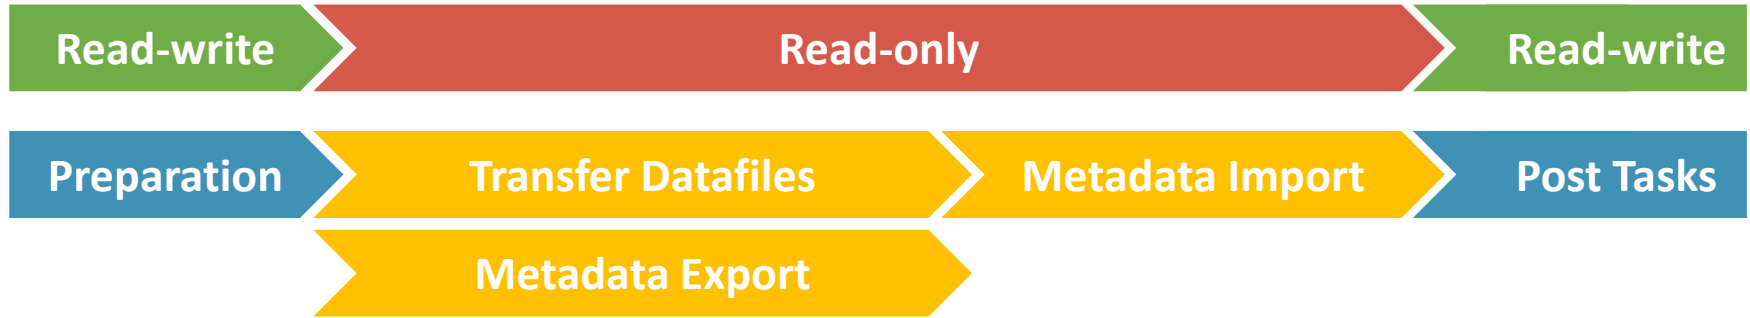 Read-write Read-only Read-write
Preparation Transfer Datafiles Metadata Import Post Tasks
Metadata Export